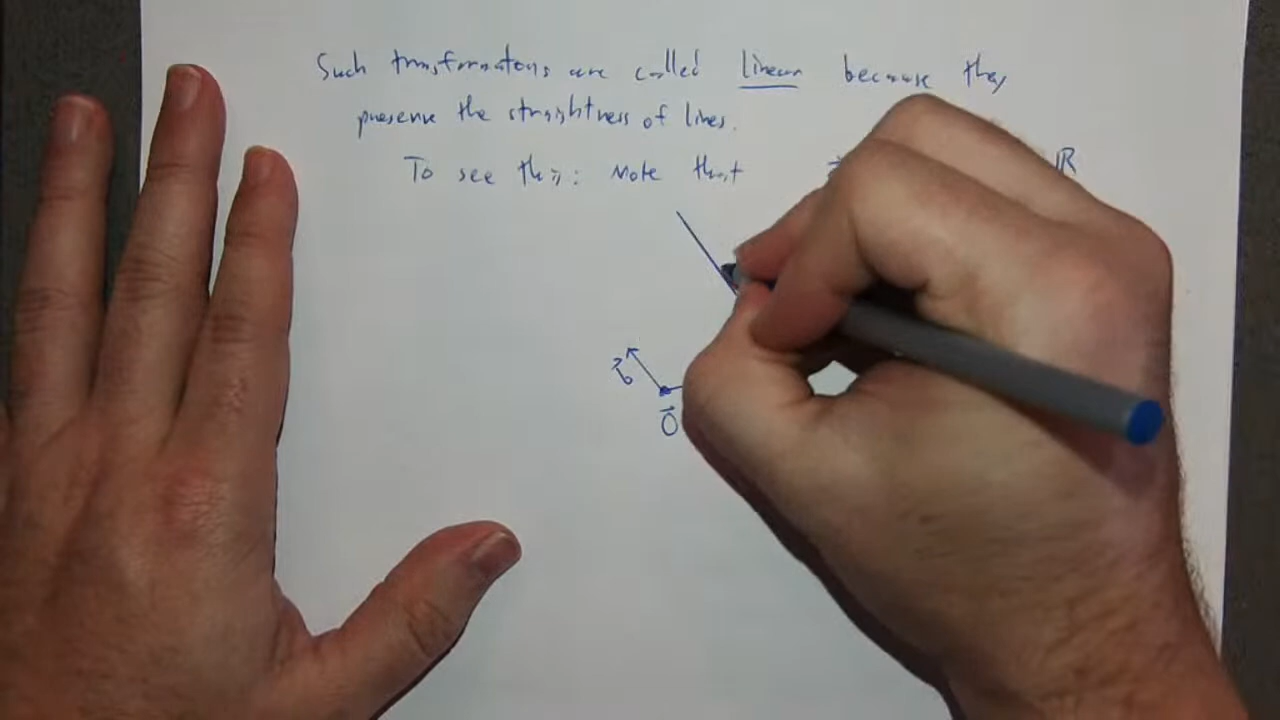 Such transformations are called linear because they
preserve the straightness of lines.
To see this: Note that ℝ
b⃗
0⃗